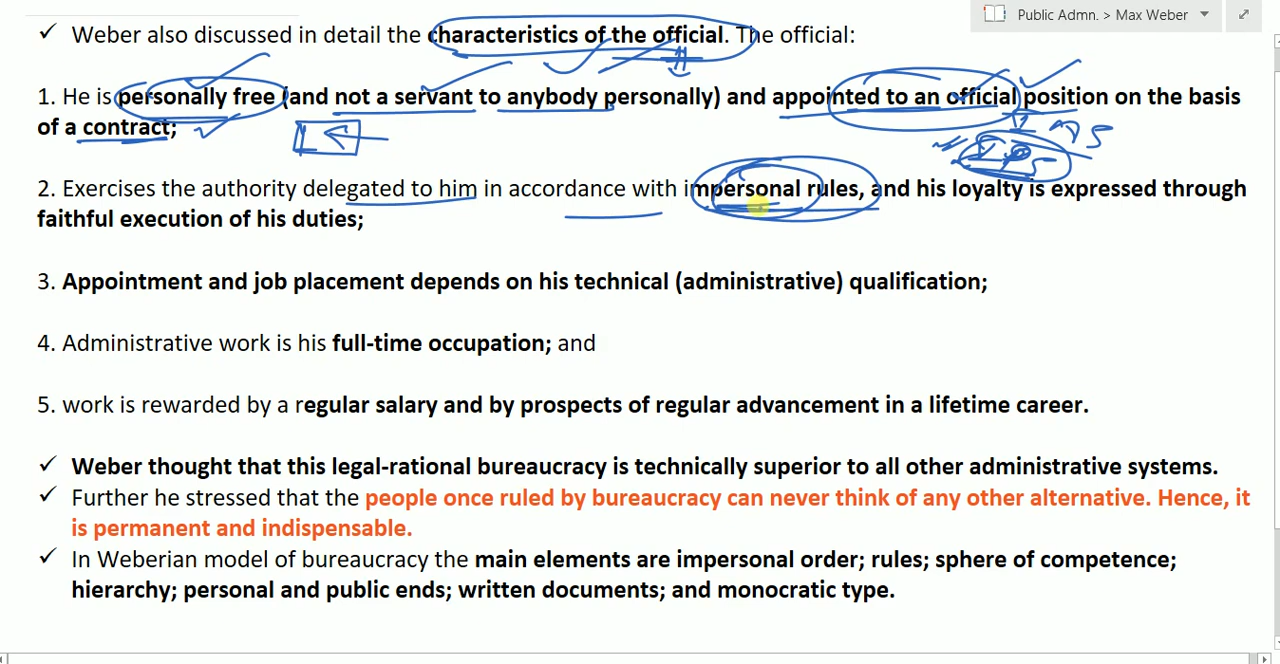 Public Admn. > Max Weber
✓ Weber also discussed in detail the characteristics of the official. The official:
1. He is personally free (and not a servant to anybody personally) and appointed to an official position on the basis
of a contract;
2. Exercises the authority delegated to him in accordance with impersonal rules, and his loyalty is expressed through
faithful execution of his duties;
3. Appointment and job placement depends on his technical (administrative) qualification;
4. Administrative work is his full-time occupation; and
5. work is rewarded by a regular salary and by prospects of regular advancement in a lifetime career.
✓ Weber thought that this legal-rational bureaucracy is technically superior to all other administrative systems.
✓ Further he stressed that the people once ruled by bureaucracy can never think of any other alternative. Hence, it
is permanent and indispensable.
✓ In Weberian model of bureaucracy the main elements are impersonal order; rules; sphere of competence;
hierarchy; personal and public ends; written documents; and monocratic type.